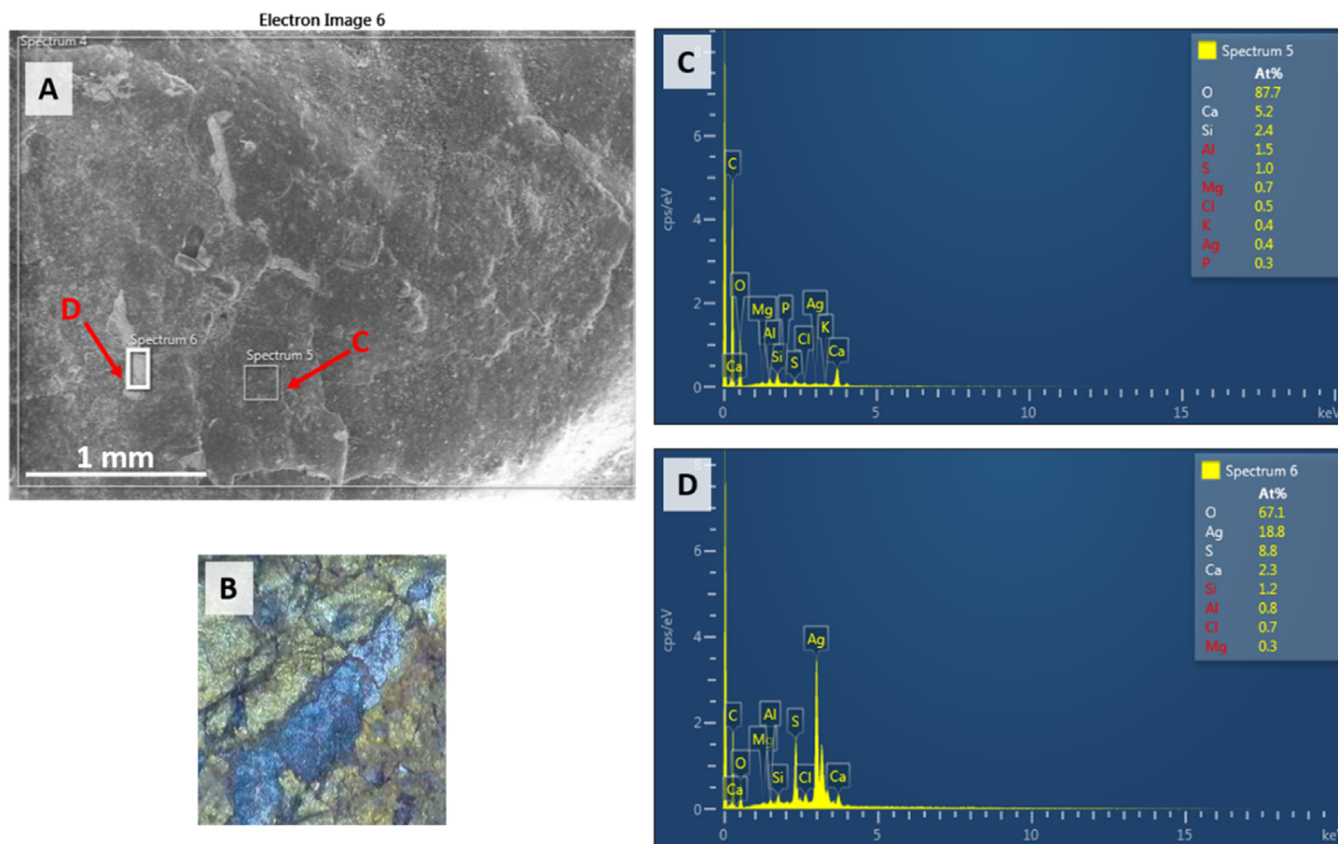 Electron Image 6
Spectrum 4
A
D
Spectrum 6
Spectrum 5
C
1 mm
B
C
Spectrum 5
At%
O 87.7
Ca 5.2
Si 2.4
Al 1.5
S 1.0
Mg 0.7
Cl 0.5
K 0.4
Ag 0.4
P 0.3
cps/eV
6
4
2
0
C
O
Mg
P
Ag
Al
Cl
K
Ca
Si
S
Ca
0 5 10 15 keV
D
Spectrum 6
At%
O 67.1
Ag 18.8
S 8.8
Ca 2.3
Si 1.2
Al 0.8
Cl 0.7
Mg 0.3
cps/eV
6
4
2
0
Ag
C
Al
S
Mg
O
Si
Cl
Ca
Ca
0 5 10 15 keV